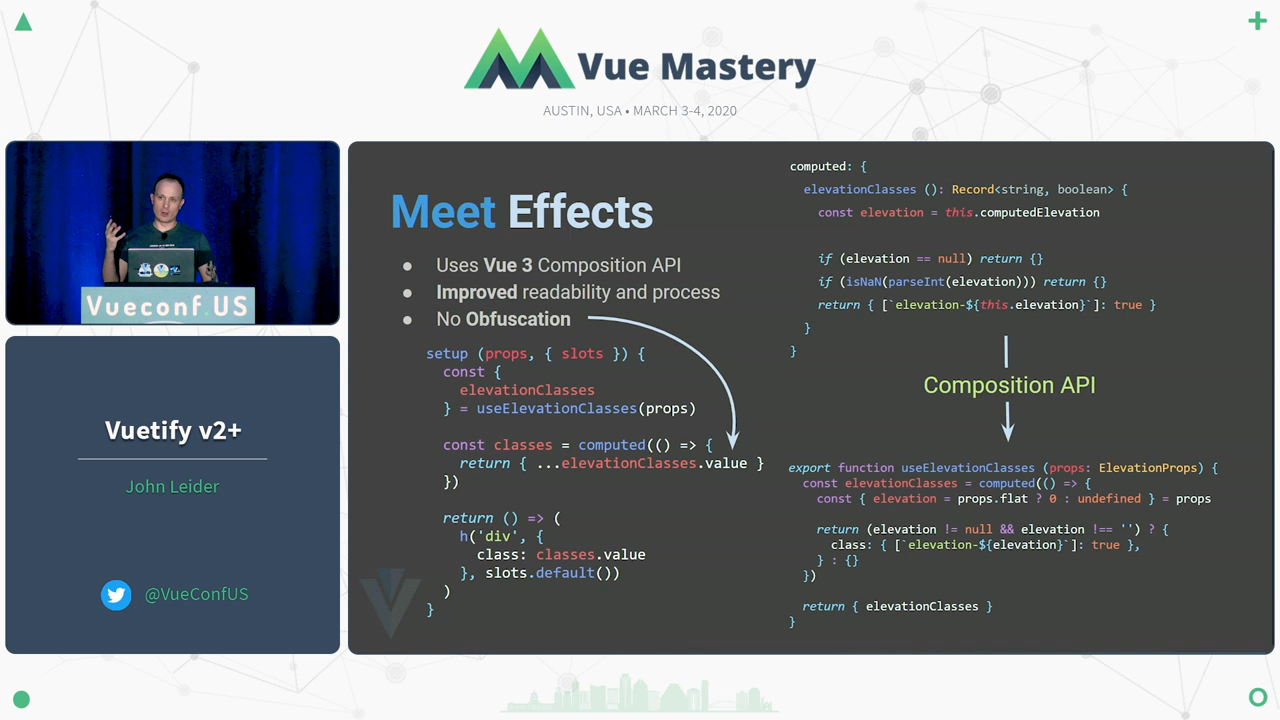 Vue Mastery
AUSTIN, USA • MARCH 3-4, 2020
Vueconf.US
Vuetify v2+
John Leider
@VueConfUS
Meet Effects
● Uses Vue 3 Composition API
● Improved readability and process
● No Obfuscation
setup (props, { slots }) {
const {
elevationClasses
} = useElevationClasses(props)
const classes = computed(() => {
return { ...elevationClasses.value }
})
return () => (
h('div', {
class: classes.value
}, slots.default())
)
}
computed: {
elevationClasses (): Record<string, boolean> {
const elevation = this.computedElevation
if (elevation == null) return {}
if (isNaN(parseInt(elevation))) return {}
return { [`elevation-${this.elevation}`]: true }
}
}
Composition API
export function useElevationClasses (props: ElevationProps) {
const elevationClasses = computed(() => {
const { elevation = props.flat ? 0 : undefined } = props
return (elevation != null && elevation !== '') ? {
class: { [`elevation-${elevation}`]: true },
} : {}
})
return { elevationClasses }
}